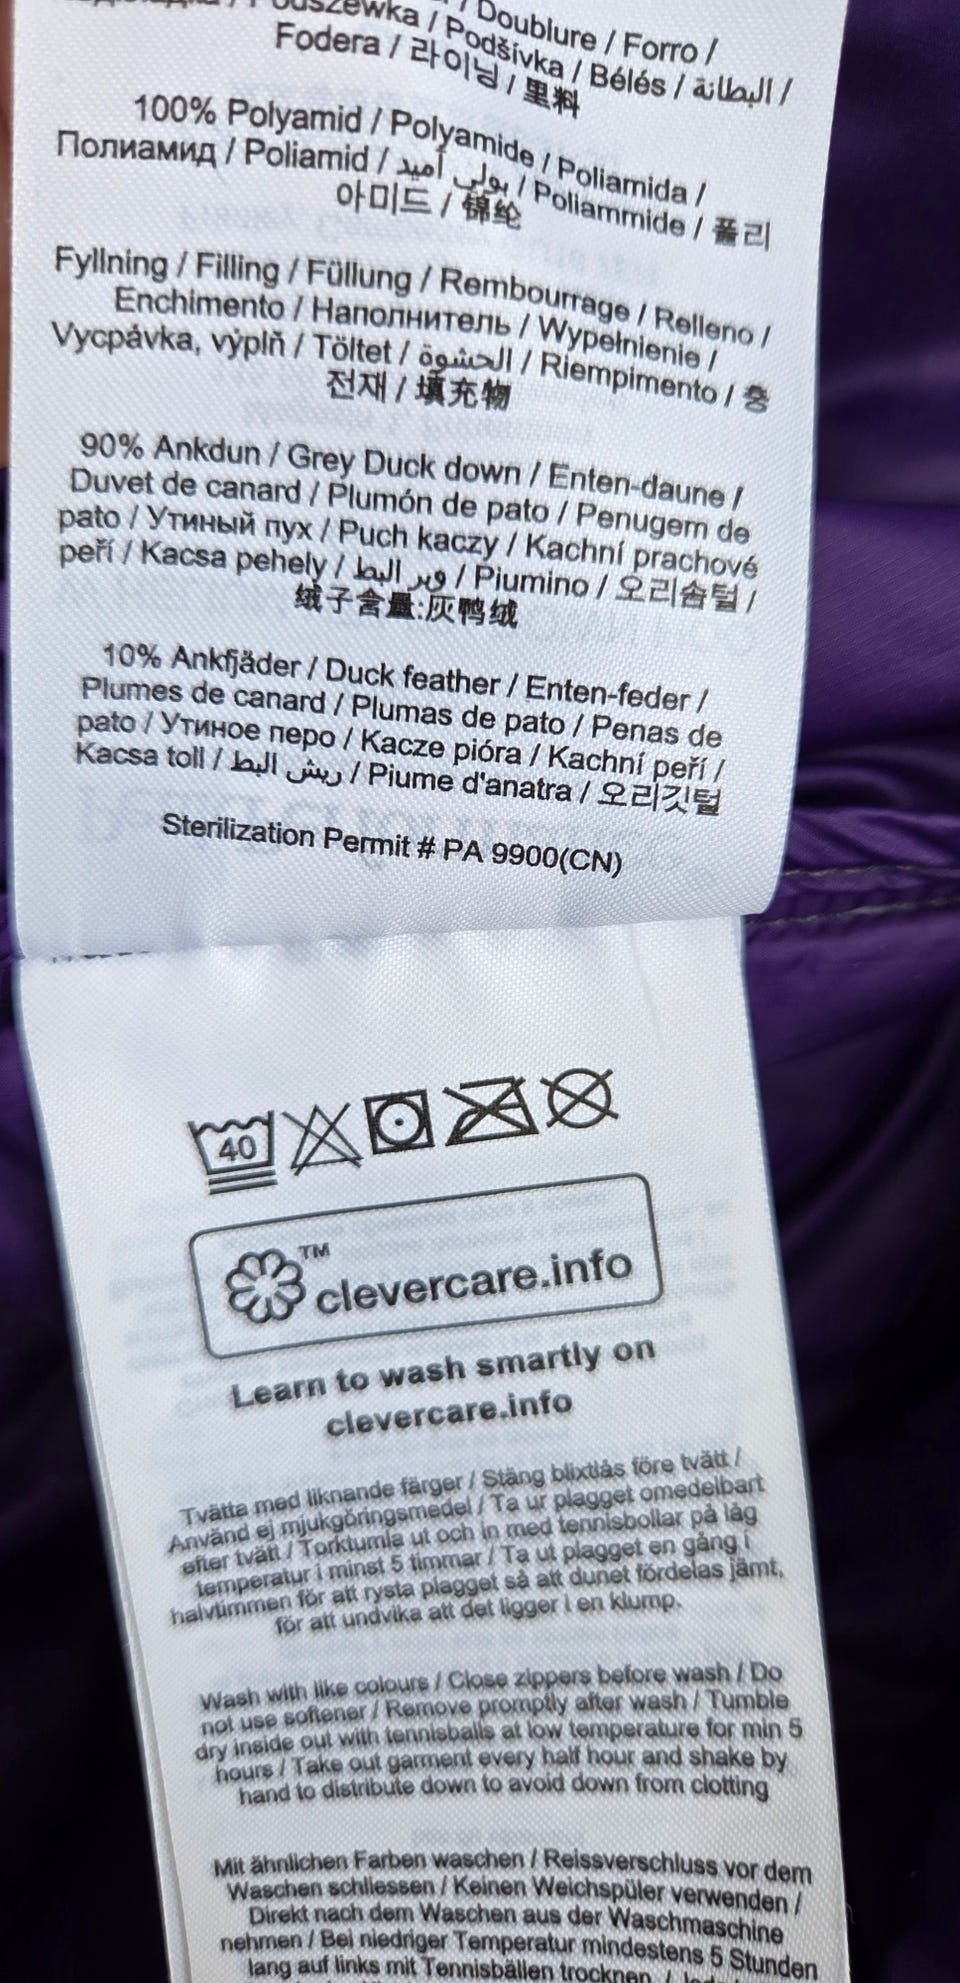 Podszewka / Doublure / Forro /
Fodera / Podšívka / Bélés / البطانة /
라이닝 / 里料
100% Polyamid / Polyamide / Poliamida /
Полиамид / Poliamid / بولي أميد / Poliammide / 폴리
아미드 / 锦纶
Fyllning / Filling / Füllung / Rembourrage / Relleno /
Enchimento / Наполнитель / Wypełnienie /
Vycpávka, výplň / Töltet / الحشوة / Riempimento / 충
전재 / 填充物
90% Ankdun / Grey Duck down / Enten-daune /
Duvet de canard / Plumón de pato / Penugem de
pato / Утиный пух / Puch kaczy / Kachní prachové
peří / Kacsa pehely / وبر البط / Piumino / 오리솜털 /
绒子含量:灰鸭绒
10% Ankfjäder / Duck feather / Enten-feder /
Plumes de canard / Plumas de pato / Penas de
pato / Утиное перо / Kacze pióra / Kachní peří /
Kacsa toll / ريش البط / Piume d'anatra / 오리깃털
Sterilization Permit # PA 9900(CN)
40
TM
clevercare.info
Learn to wash smartly on
clevercare.info
Tvätta med liknande färger / Stäng blixtlås före tvätt /
Använd ej mjukgöringsmedel / Ta ur plagget omedelbart
efter tvätt / Torktumla ut och in med tennisbollar på låg
temperatur i minst 5 timmar / Ta ut plagget en gång i
halvtimmen för att rysta plagget så att dunet fördelas jämt,
för att undvika att det ligger i en klump.
Wash with like colours / Close zippers before wash / Do
not use softener / Remove promptly after wash / Tumble
dry inside out with tennisballs at low temperature for min 5
hours / Take out garment every half hour and shake by
hand to distribute down to avoid down from clotting
Mit ähnlichen Farben waschen / Reissverschluss vor dem
Waschen schliessen / Keinen Weichspüler verwenden /
Direkt nach dem Waschen aus der Waschmaschine
nehmen / Bei niedriger Temperatur mindestens 5 Stunden
lang auf links mit Tennisbällen trocknen /